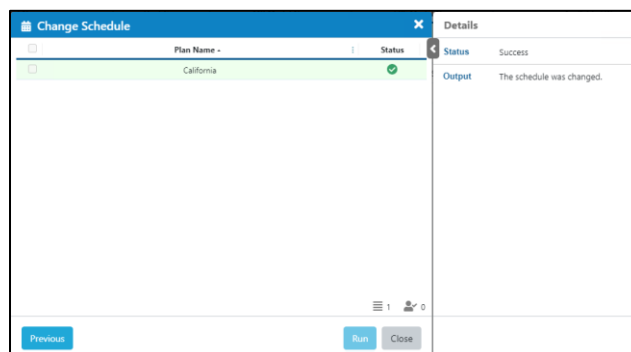 Change Schedule
Details
Plan Name
Status
California
Status Success
Output The schedule was changed.
1 0
Previous
Run
Close